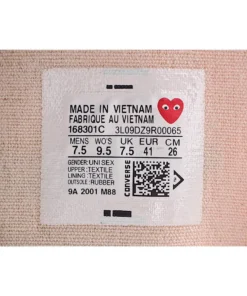 MADE IN VIETNAM
FABRIQUE AU VIETNAM
168301C 3L09DZ9R00065
MENS WO'S UK EUR CM
7.5 9.5 7.5 41 26
GENDER:UNISEX
UPPER:TEXTILE
LINING:TEXTILE
OUTSOLE:RUBBER
9A 2001 M88
CONVERSE